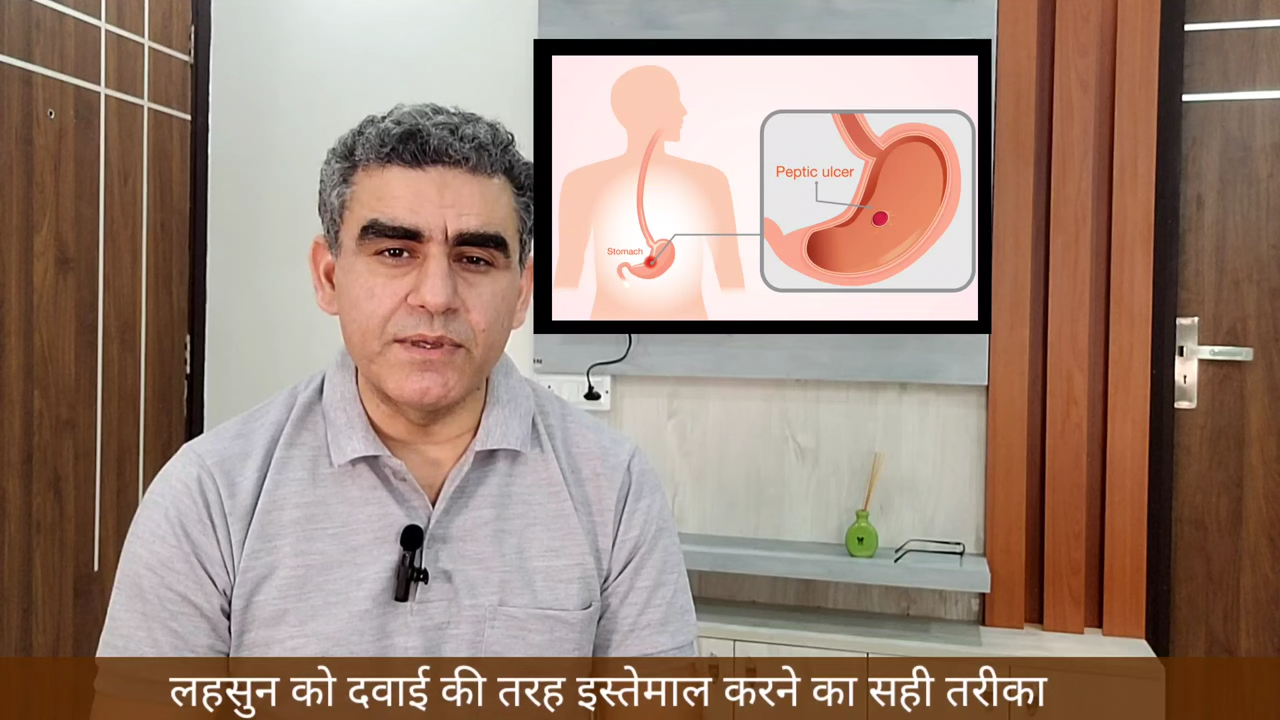 Peptic ulcer
Stomach
लहसुन को दवाई की तरह इस्तेमाल करने का सही तरीका